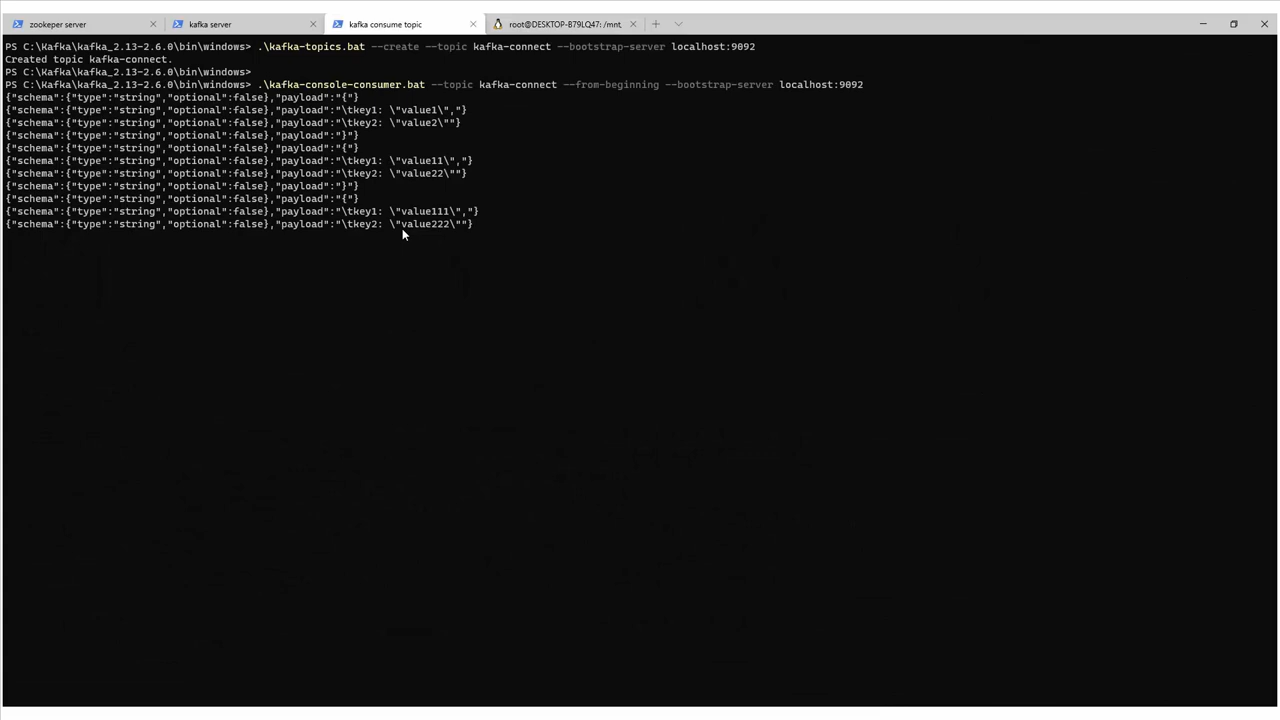 zookeper server
kafka server
kafka consume topic
root@DESKTOP-B79LQ47: /mnt,
PS C:\Kafka\kafka_2.13-2.6.0\bin\windows> .\kafka-topics.bat --create --topic kafka-connect --bootstrap-server localhost:9092
Created topic kafka-connect.
PS C:\Kafka\kafka_2.13-2.6.0\bin\windows>
PS C:\Kafka\kafka_2.13-2.6.0\bin\windows> .\kafka-console-consumer.bat --topic kafka-connect --from-beginning --bootstrap-server localhost:9092
{"schema":{"type":"string","optional":false},"payload":"{"}
{"schema":{"type":"string","optional":false},"payload":"\tkey1: \"value1\","}
{"schema":{"type":"string","optional":false},"payload":"\tkey2: \"value2\""}
{"schema":{"type":"string","optional":false},"payload":"}"}
{"schema":{"type":"string","optional":false},"payload":"{"}
{"schema":{"type":"string","optional":false},"payload":"\tkey1: \"value11\","}
{"schema":{"type":"string","optional":false},"payload":"\tkey2: \"value22\""}
{"schema":{"type":"string","optional":false},"payload":"}"}
{"schema":{"type":"string","optional":false},"payload":"{"}
{"schema":{"type":"string","optional":false},"payload":"\tkey1: \"value111\","}
{"schema":{"type":"string","optional":false},"payload":"\tkey2: \"value222\""}